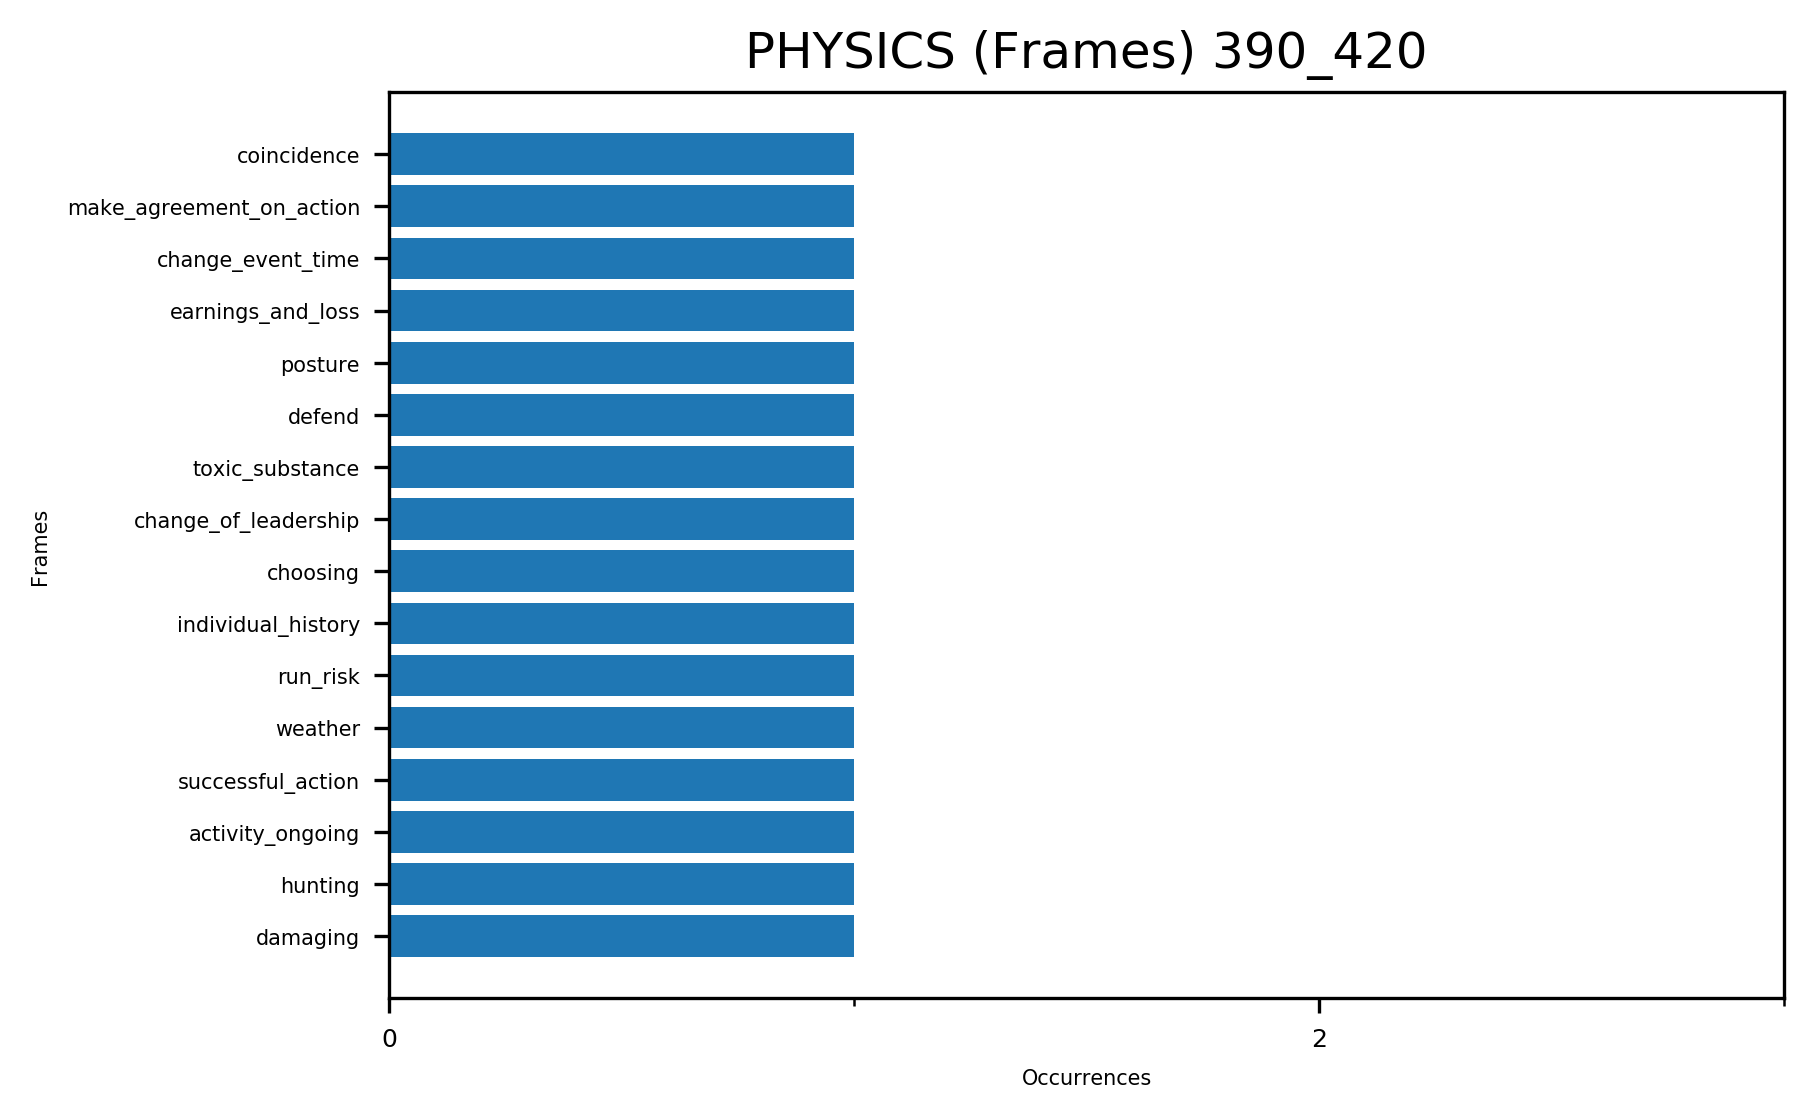 PHYSICS (Frames) 390_420
coincidence
make_agreement_on_action
change_event_time
earnings_and_loss
posture
defend
toxic_substance
change_of_leadership
choosing
individual_history
run_risk
weather
successful_action
activity_ongoing
hunting
damaging
Frames
0 2
Occurrences